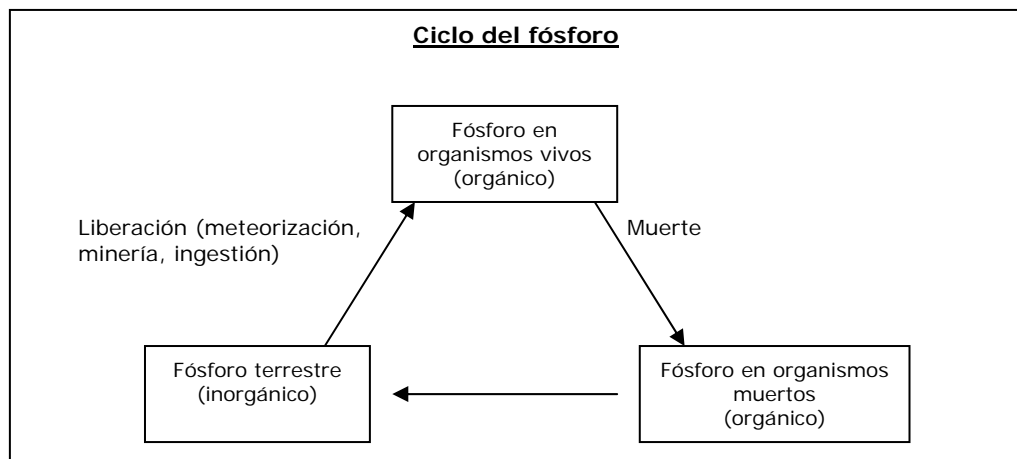 Ciclo del fósforo
Fósforo en
organismos vivos
(orgánico)
Liberación (meteorización,
minería, ingestión)
Muerte
Fósforo terrestre
(inorgánico)
Fósforo en organismos
muertos
(orgánico)